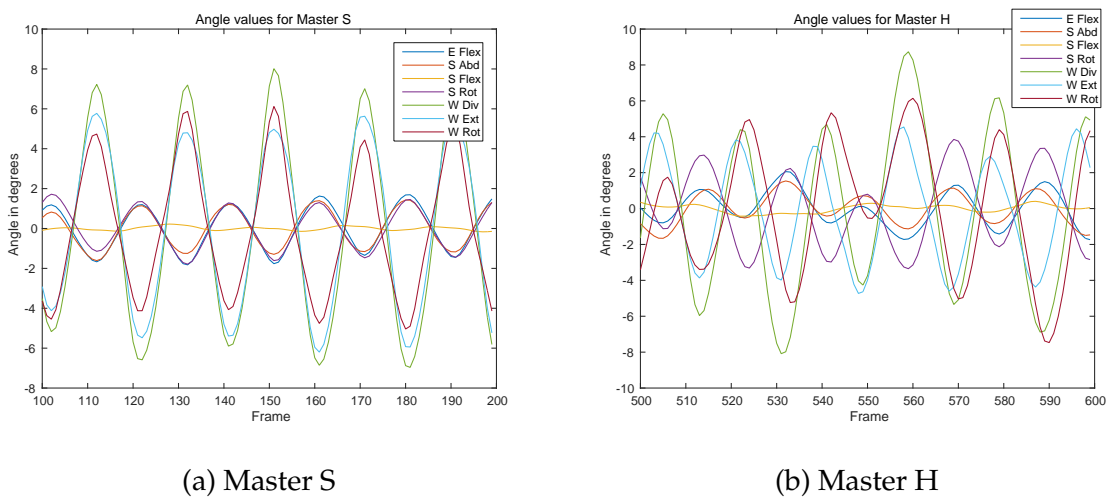 Angle values for Master S
10
8
6
4
2
0
-2
-4
-6
-8
Angle in degrees
100 110 120 130 140 150 160 170 180 190 200
Frame
E Flex
S Abd
S Flex
S Rot
W Div
W Ext
W Rot
(a) Master S
Angle values for Master H
10
8
6
4
2
0
-2
-4
-6
-8
-10
Angle in degrees
500 510 520 530 540 550 560 570 580 590 600
Frame
E Flex
S Abd
S Flex
S Rot
W Div
W Ext
W Rot
(b) Master H